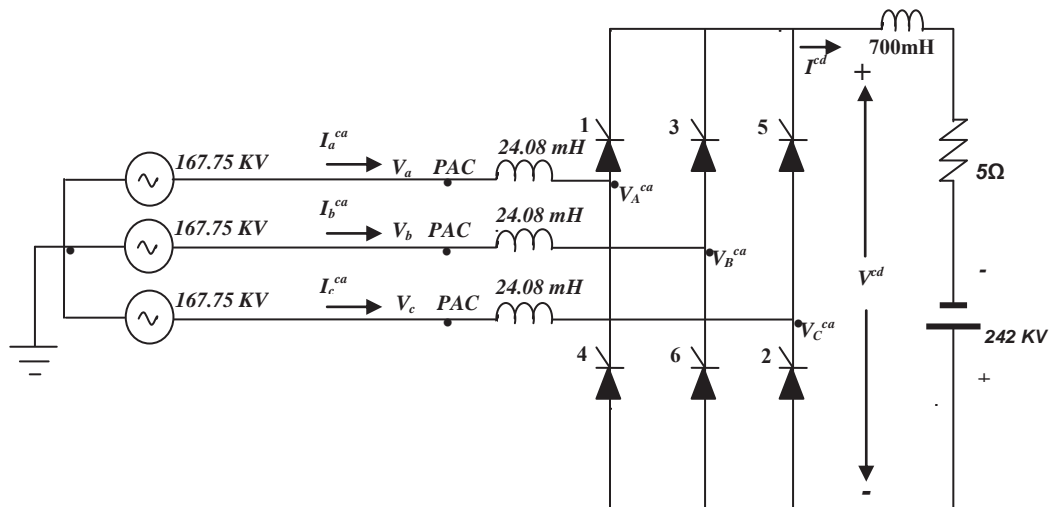 I^{cd}
700mH
+
1
3
5
I_a^{ca}
24.08 mH
167.75 KV
V_a
PAC
5Ω
V_A^{ca}
I_b^{ca}
24.08 mH
167.75 KV
V_b
PAC
V_B^{ca}
V^{cd}
-
I_c^{ca}
24.08 mH
167.75 KV
V_c
PAC
V_C^{ca}
242 KV
4
6
2
+
-